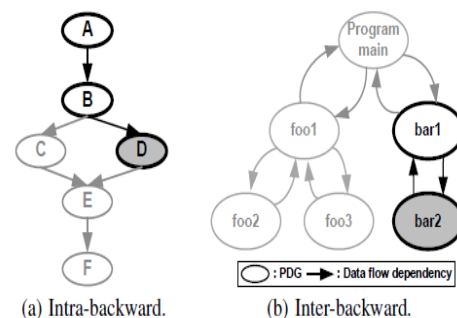 A
B
C
D
E
F
(a) Intra-backward.
Program
main
foo1
bar1
foo2
foo3
bar2
: PDG
: Data flow dependency
(b) Inter-backward.